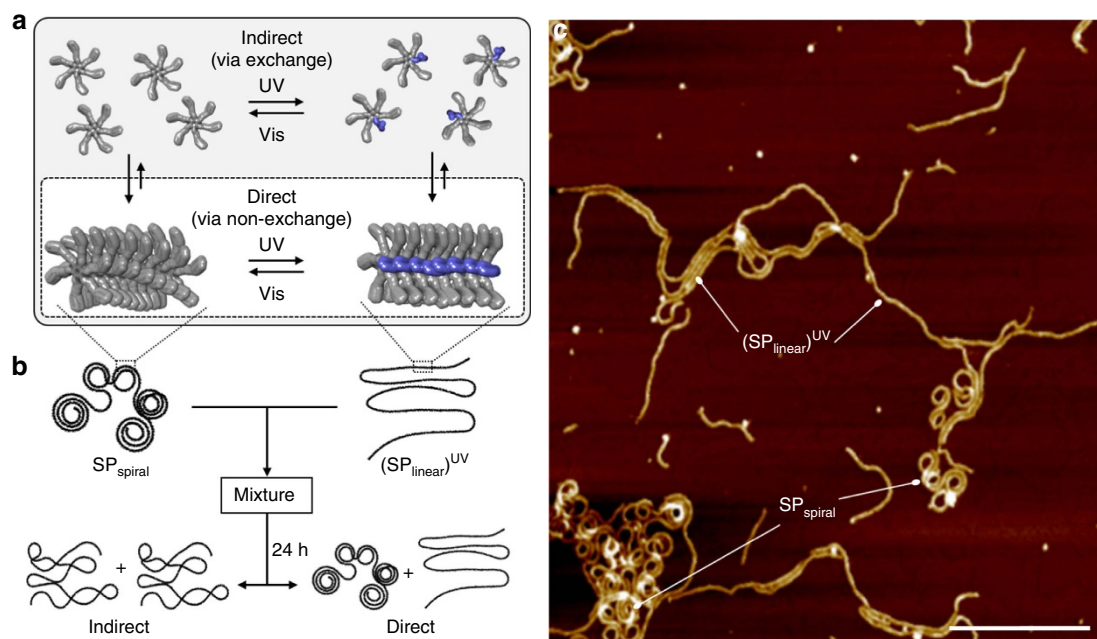 a
Indirect
(via exchange)
UV
Vis
Direct
(via non-exchange)
UV
Vis
b
SPspiral
(SPlinear)UV
Mixture
24 h
+
+
Indirect
Direct
c
(SPlinear)UV
SPspiral